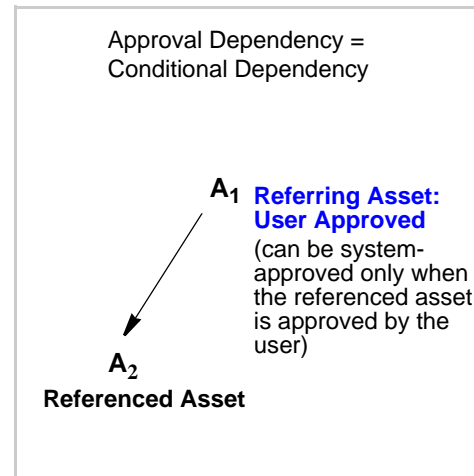 Approval Dependency =
Conditional Dependency
A1 Referring Asset:
User Approved
(can be system-
approved only when
the referenced asset
is approved by the
user)
A2
Referenced Asset